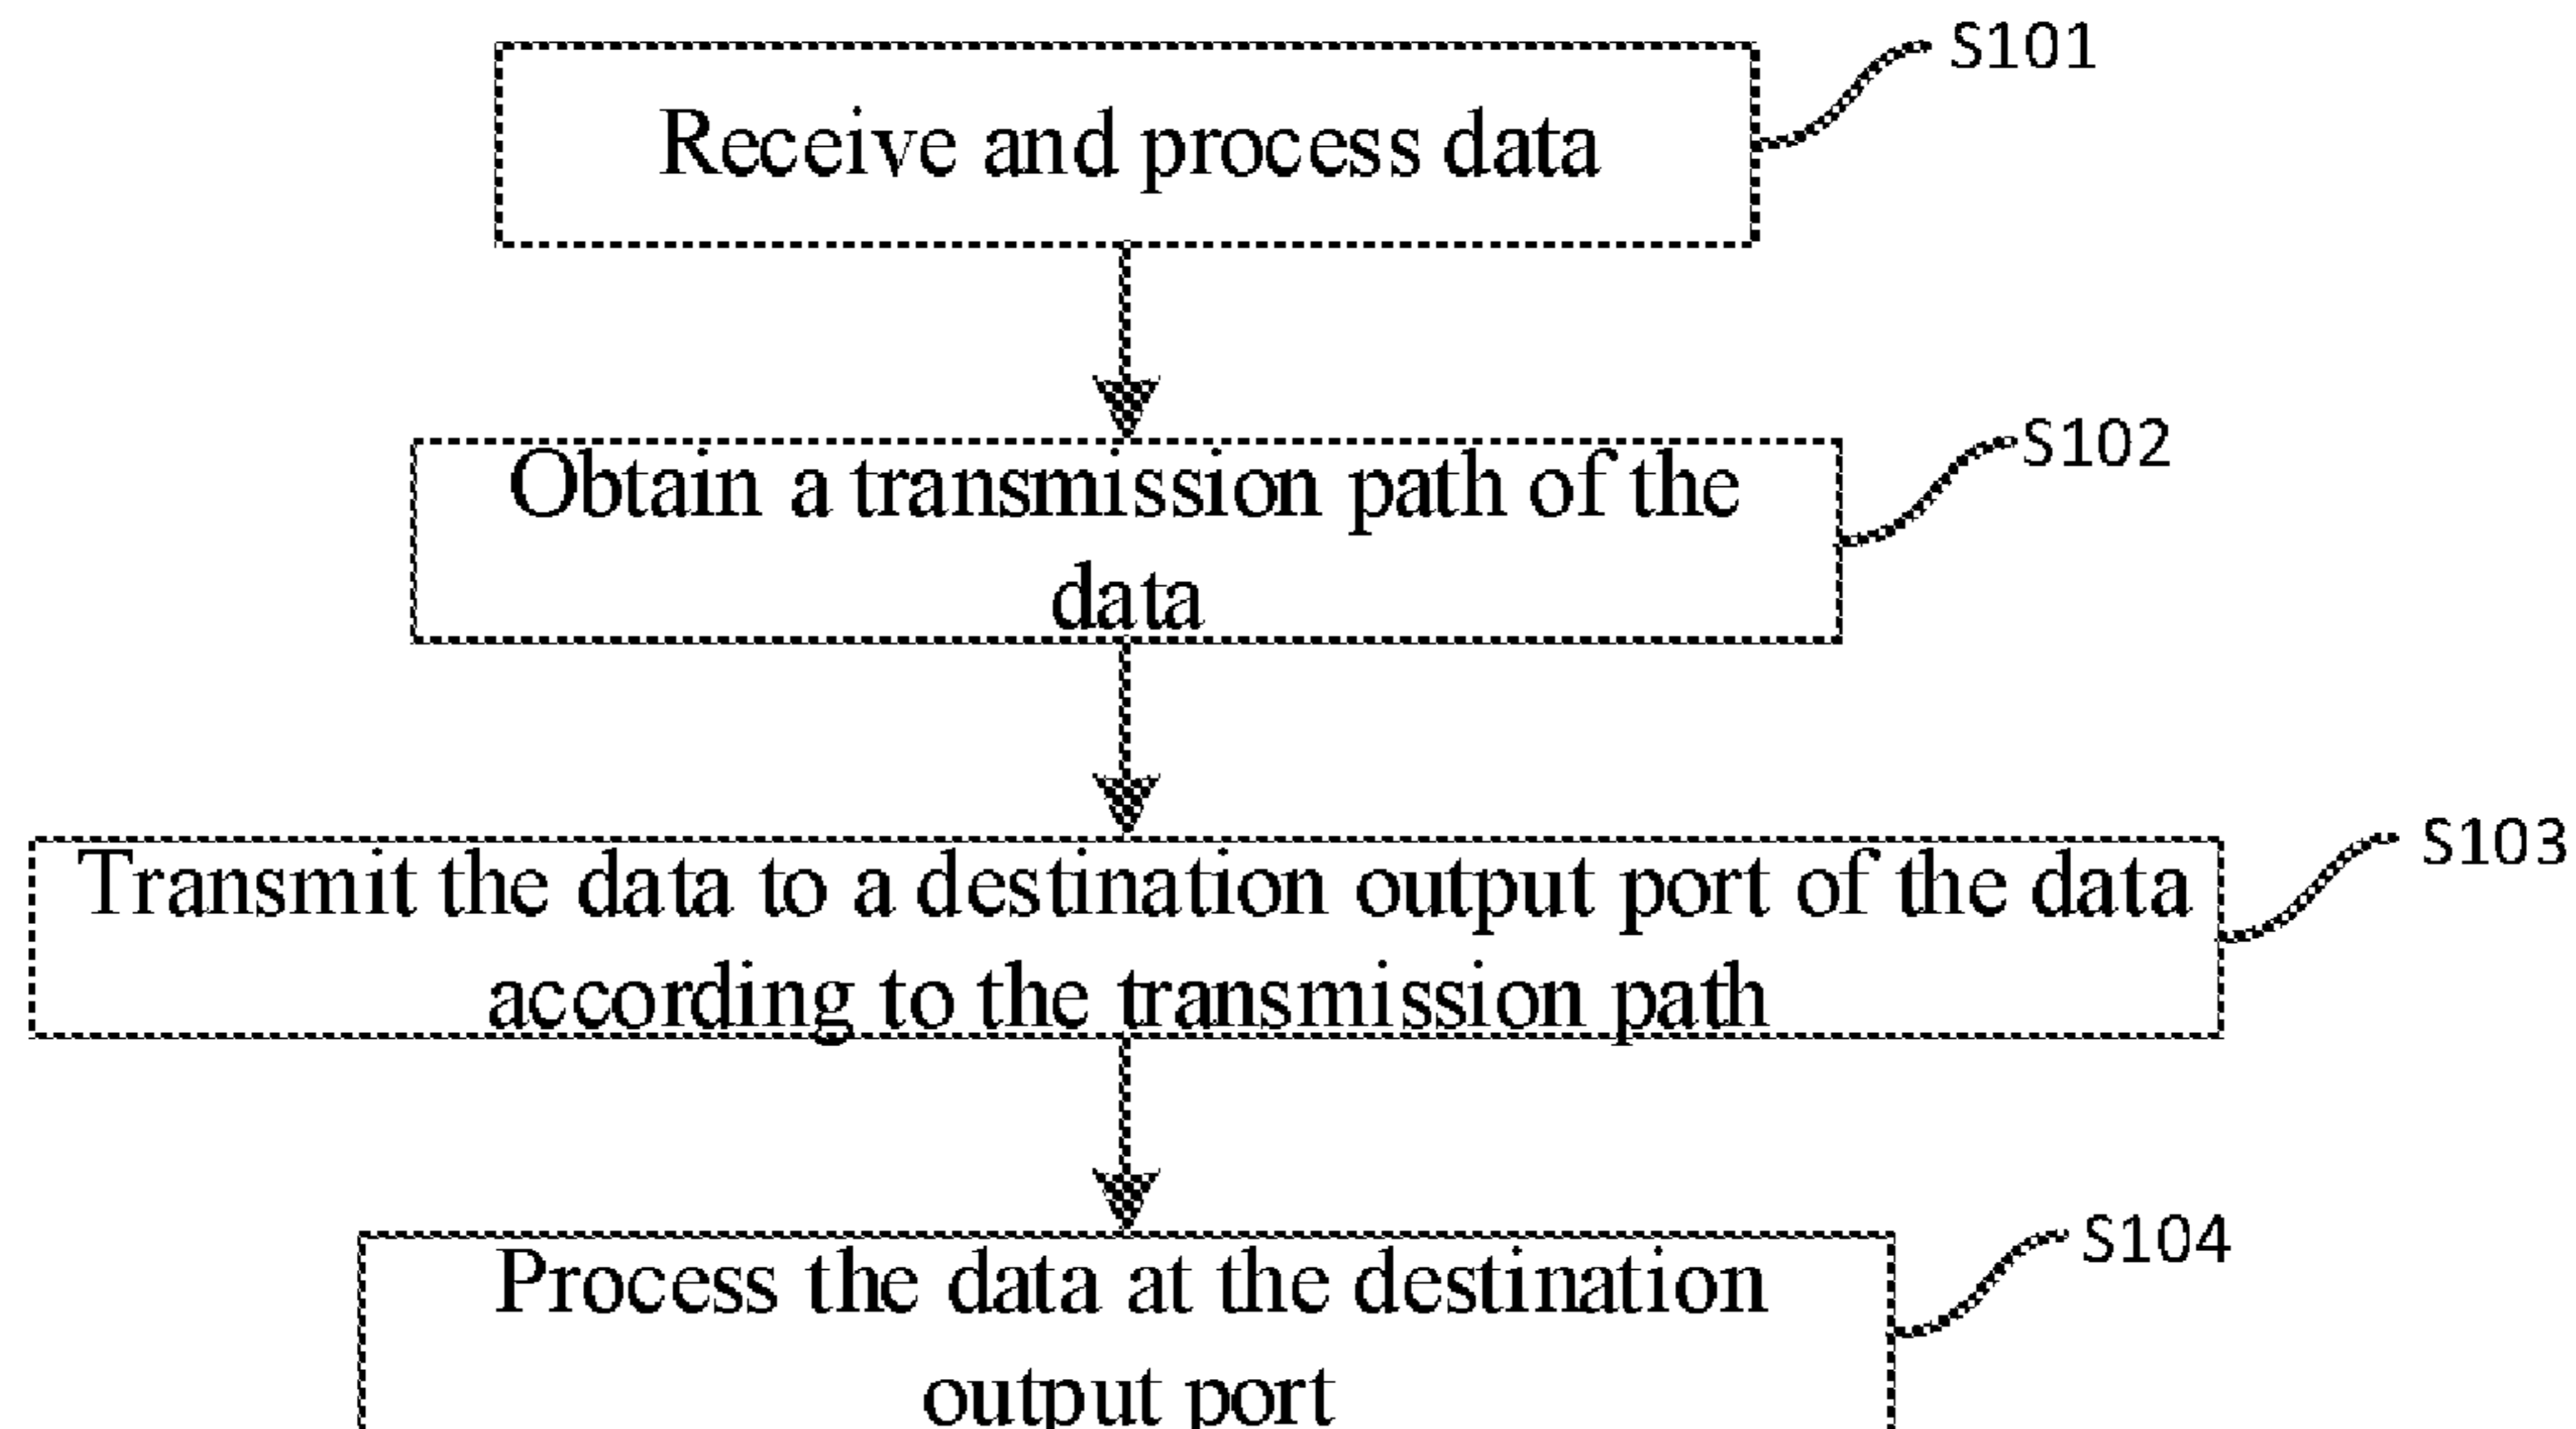 S101
Receive and process data
S102
Obtain a transmission path of the
data
S103
Transmit the data to a destination output port of the data
according to the transmission path
S104
Process the data at the destination
output port